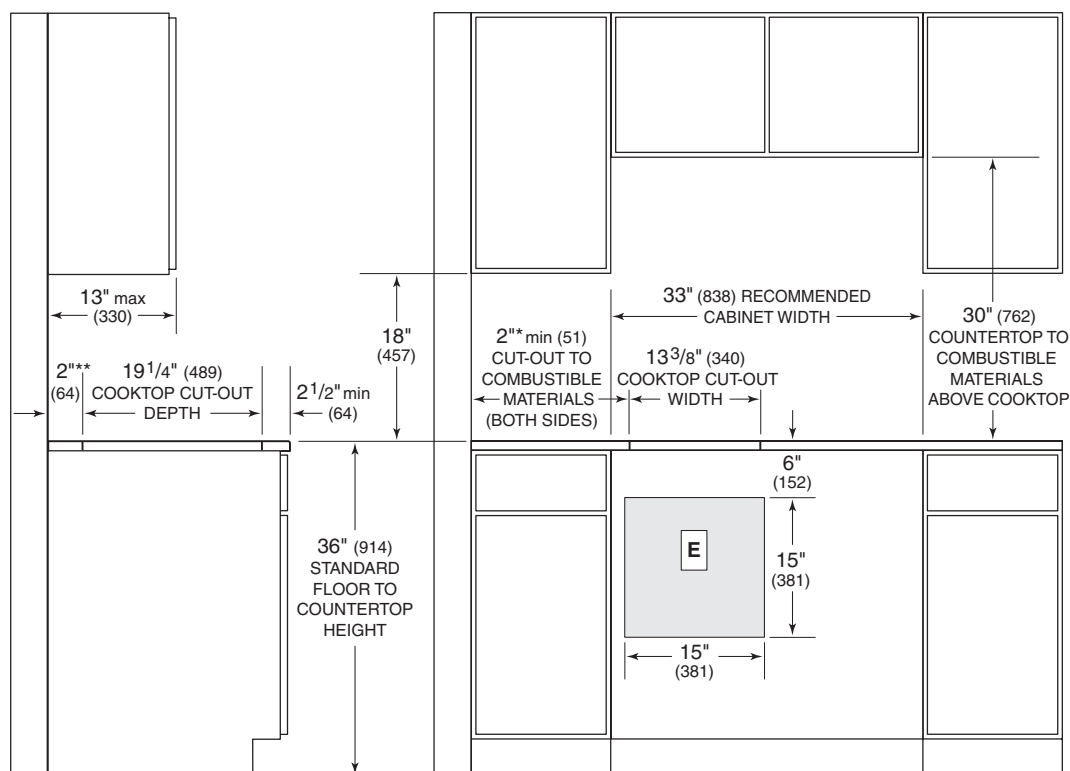 13" max
(330)
2"**
(64)
19 1/4" (489)
COOKTOP CUT-OUT
DEPTH
2 1/2" min
(64)
18"
(457)
36" (914)
STANDARD
FLOOR TO
COUNTERTOP
HEIGHT
33" (838) RECOMMENDED
CABINET WIDTH
2"* min (51)
CUT-OUT TO
COMBUSTIBLE
MATERIALS
(BOTH SIDES)
13 3/8" (340)
COOKTOP CUT-OUT
WIDTH
30" (762)
COUNTERTOP TO
COMBUSTIBLE
MATERIALS
ABOVE COOKTOP
6"
(152)
E
15"
(381)
15"
(381)